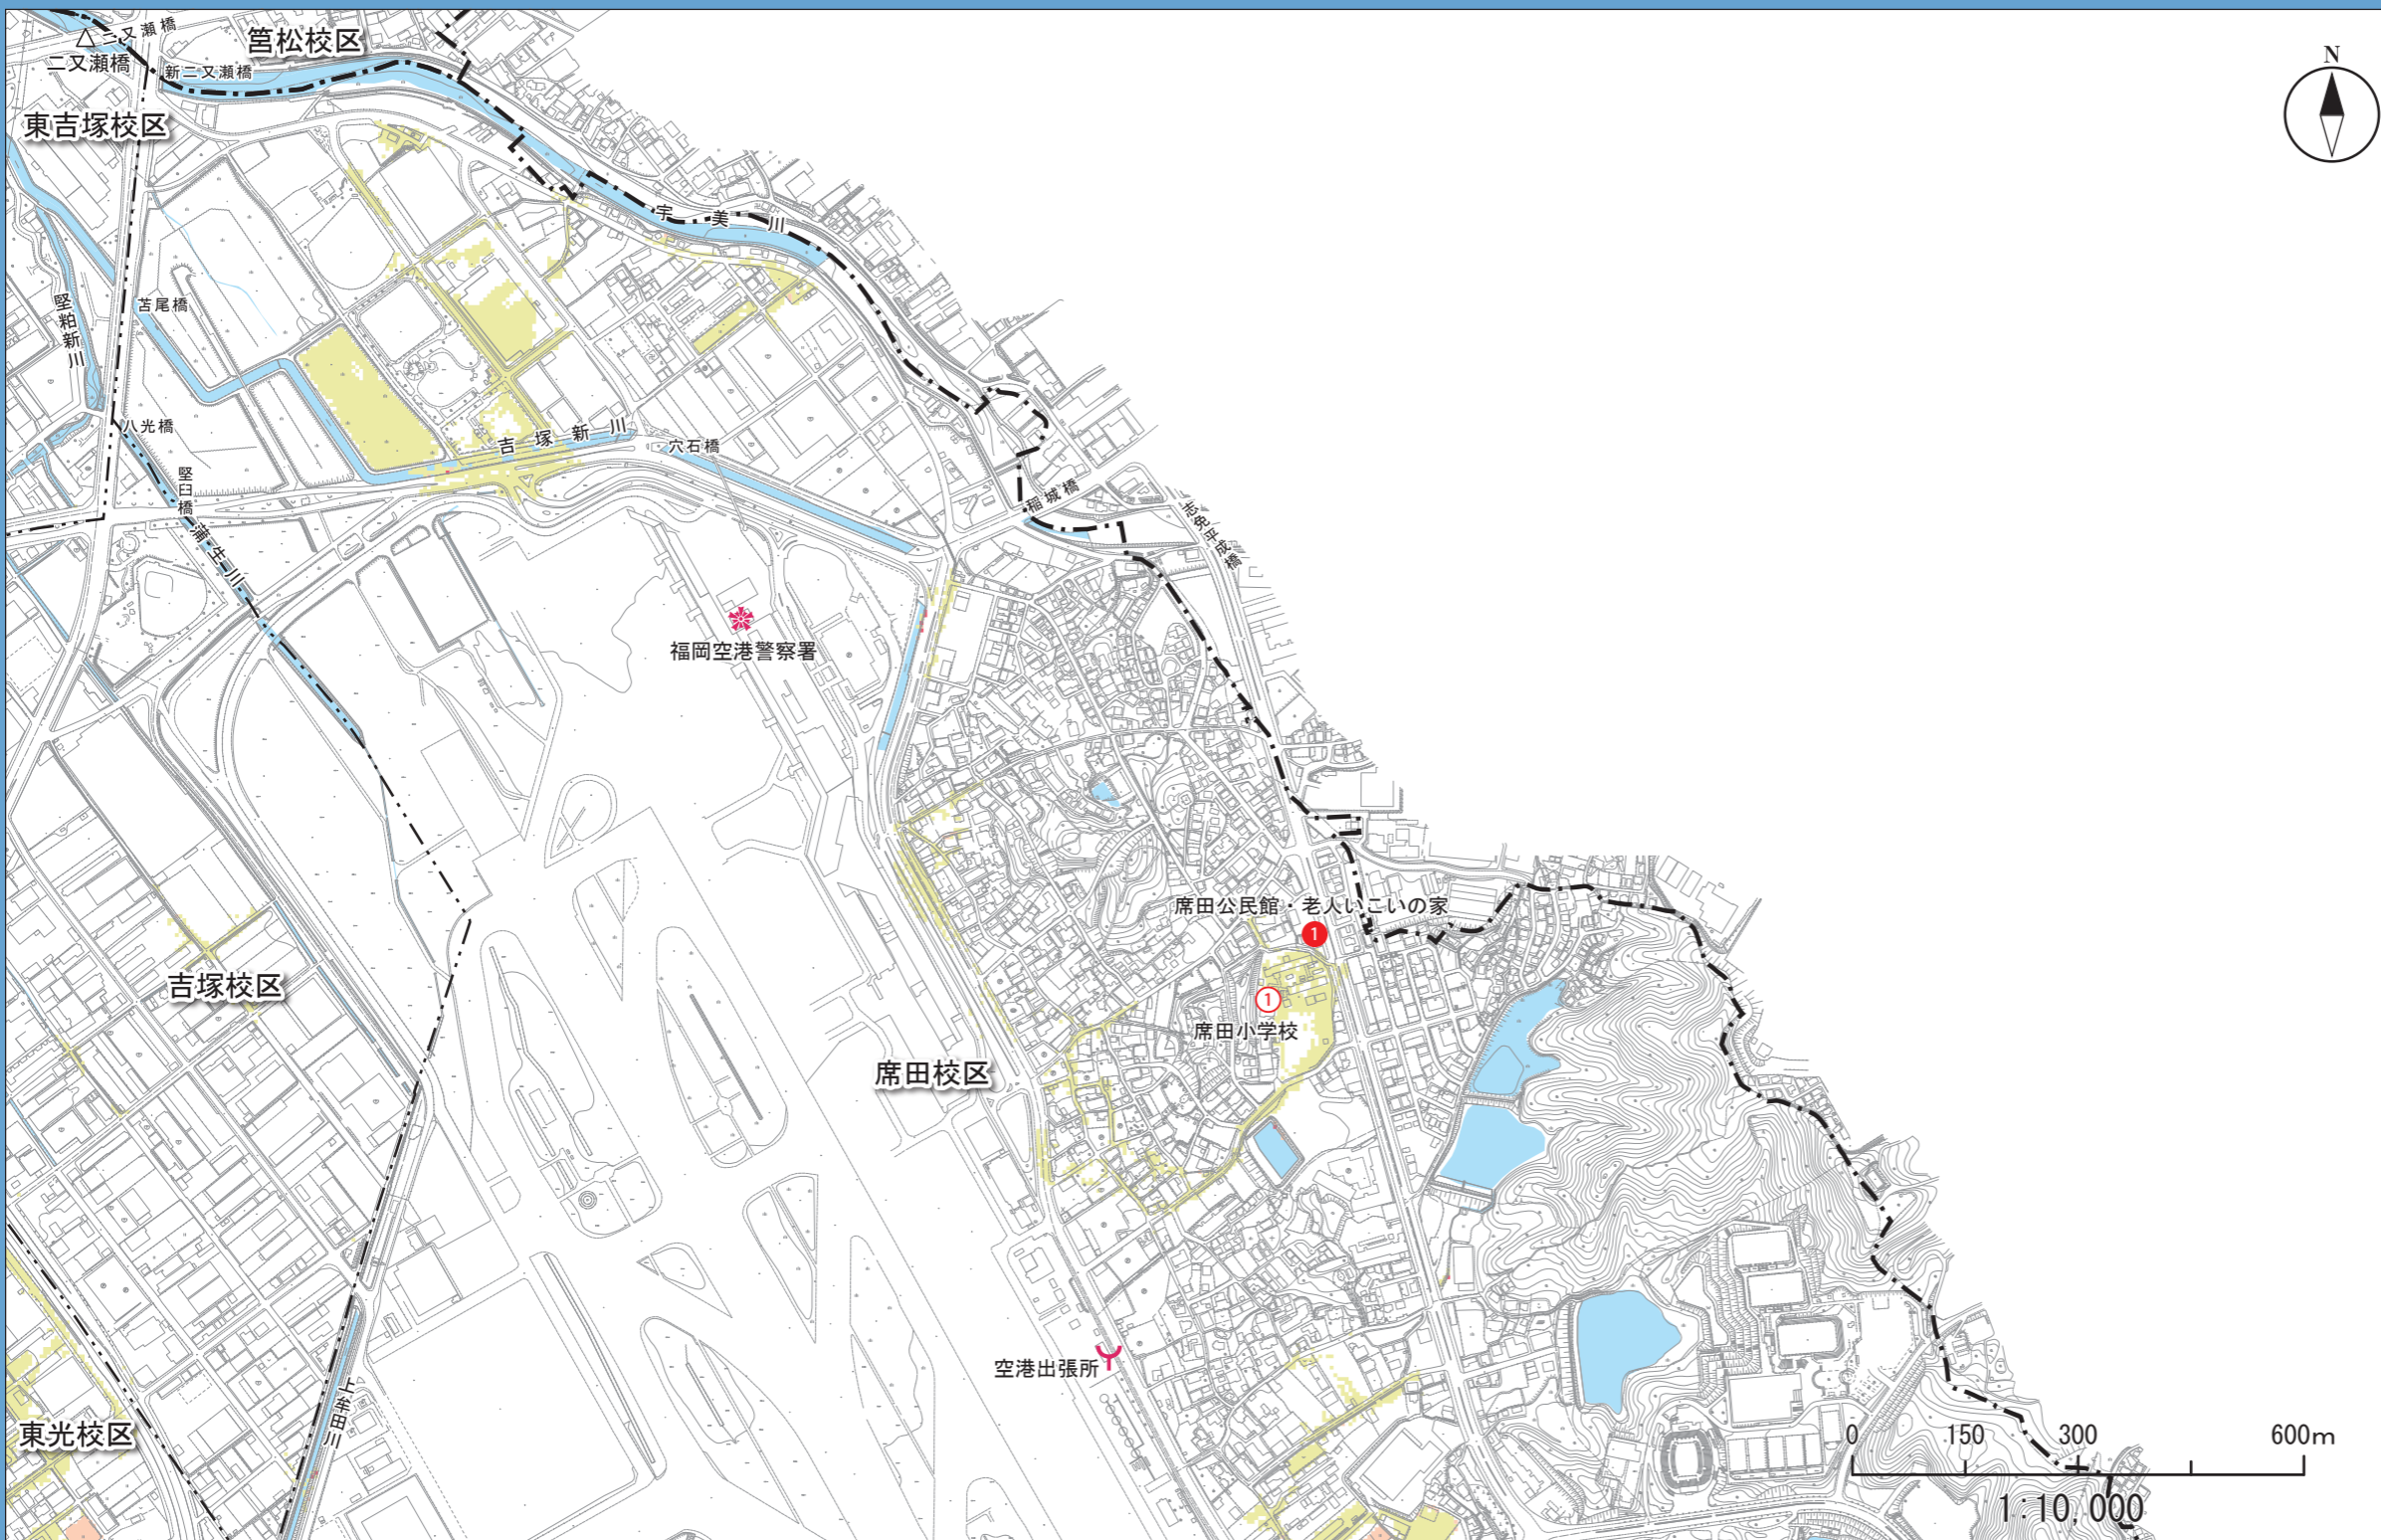 二又瀬橋
二又瀬橋
新二又瀬橋
筥松校区
N
東吉塚校区
宇美川
堅粕新川
苫尾橋
八光橋
吉塚新川
穴石橋
堅臼橋
蒲生川
稲城橋
志免平成橋
福岡空港警察署
席田公民館・老人いこいの家
1
1
席田小学校
吉塚校区
席田校区
空港出張所
上牟田川
東光校区
0 150 300 600m
1:10,000